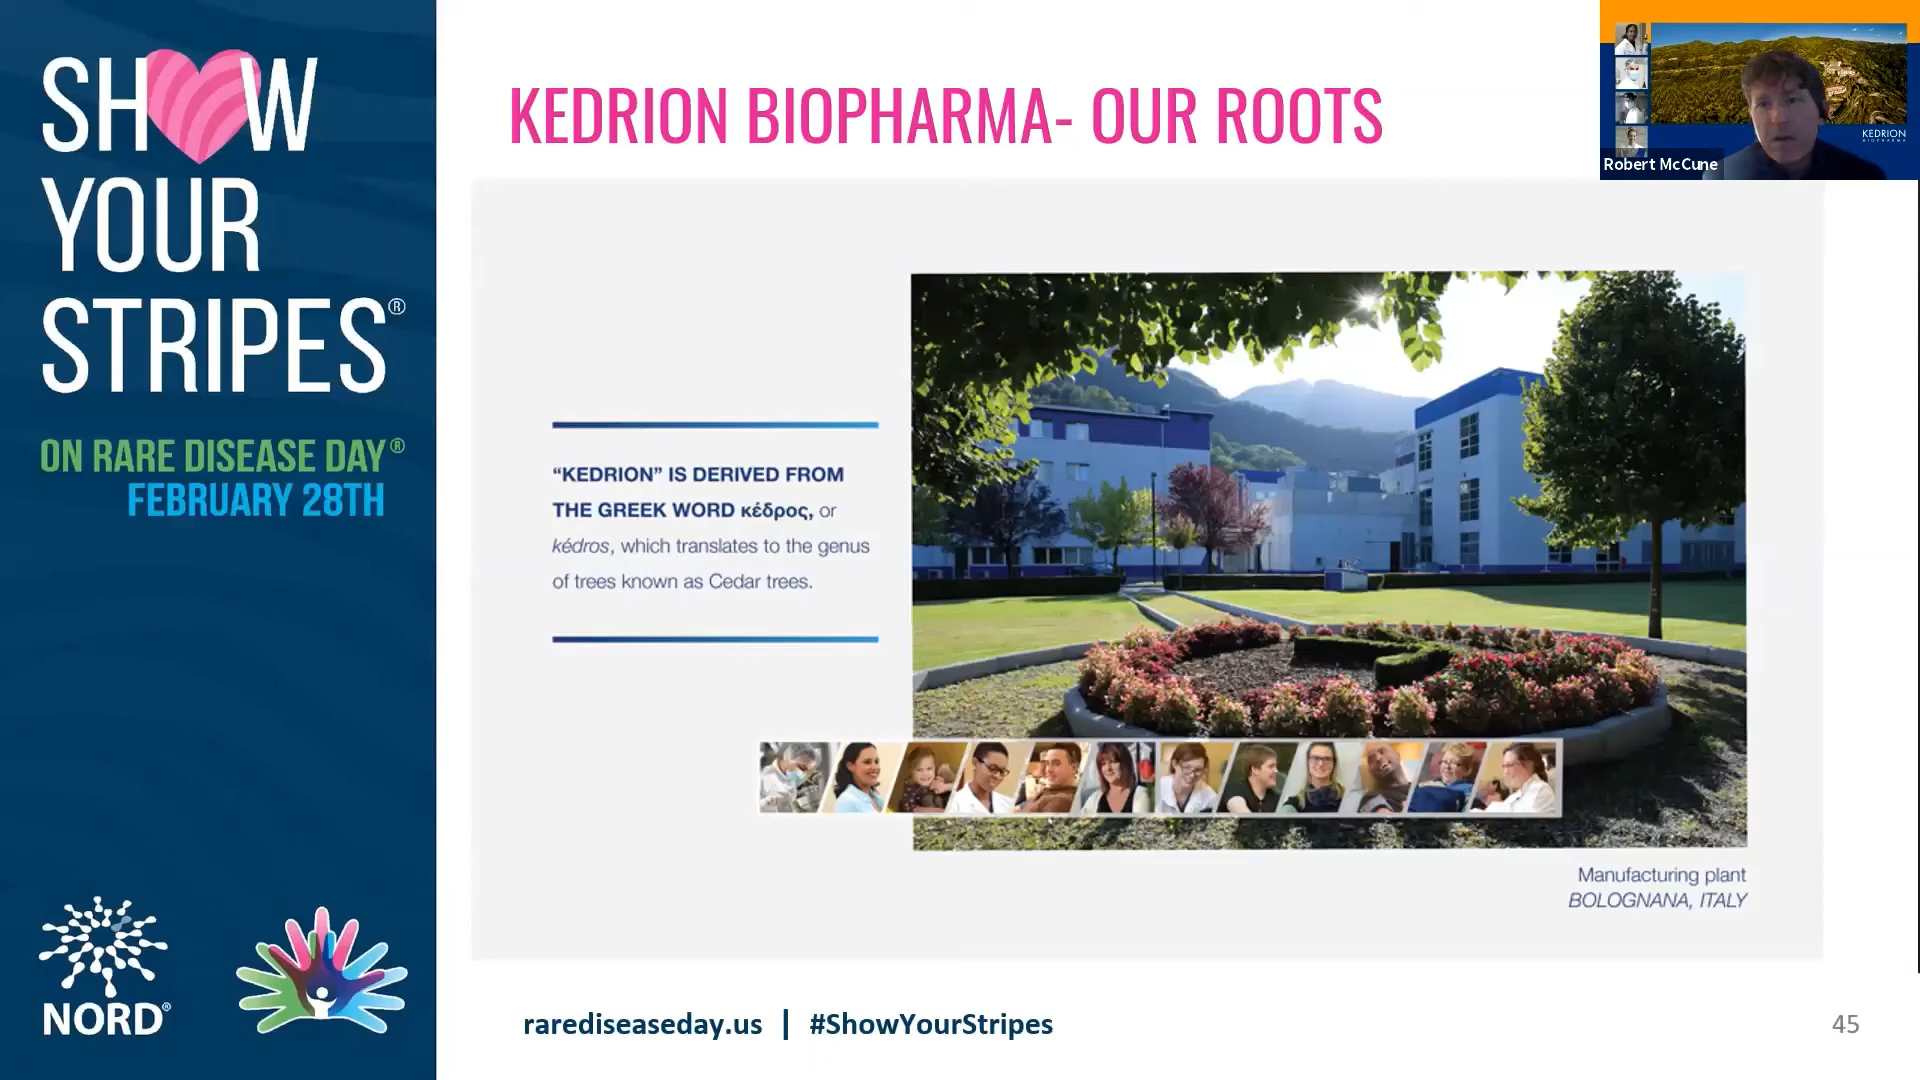 SHOW
YOUR
STRIPES®
ON RARE DISEASE DAY®
FEBRUARY 28TH
NORD®
KEDRION BIOPHARMA- OUR ROOTS
“KEDRION” IS DERIVED FROM
THE GREEK WORD κέδρος, or
kédros, which translates to the genus
of trees known as Cedar trees.
Manufacturing plant
BOLOGNANA, ITALY
rarediseaseday.us | #ShowYourStripes
45
KEDRION
BIOPHARMA
Robert McCune